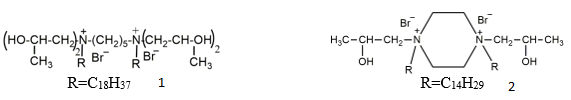 (HO-CH-CH₂)₂N⁺-(CH₂)₅-N⁺(CH₂-CH-OH)₂
CH₃ R Br⁻ R Br⁻ CH₃
R=C18H37 1
Br⁻ Br⁻
H₃C-CH-CH₂-N⁺ N⁺-CH₂-CH-CH₃
OH R R OH
R=C14H29 2